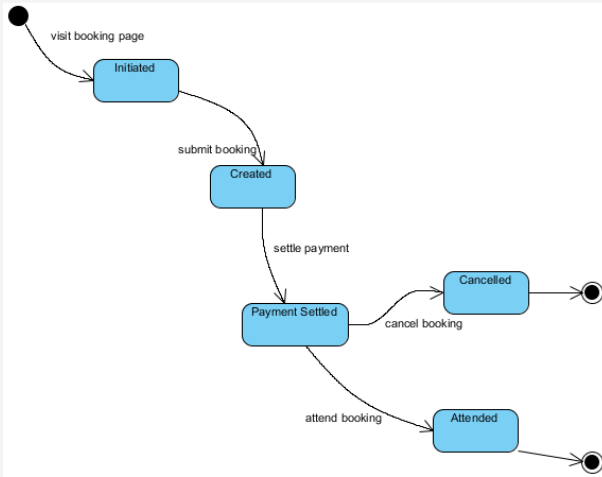 visit booking page
Initiated
submit booking
Created
settle payment
Cancelled
Payment Settled
cancel booking
attend booking
Attended